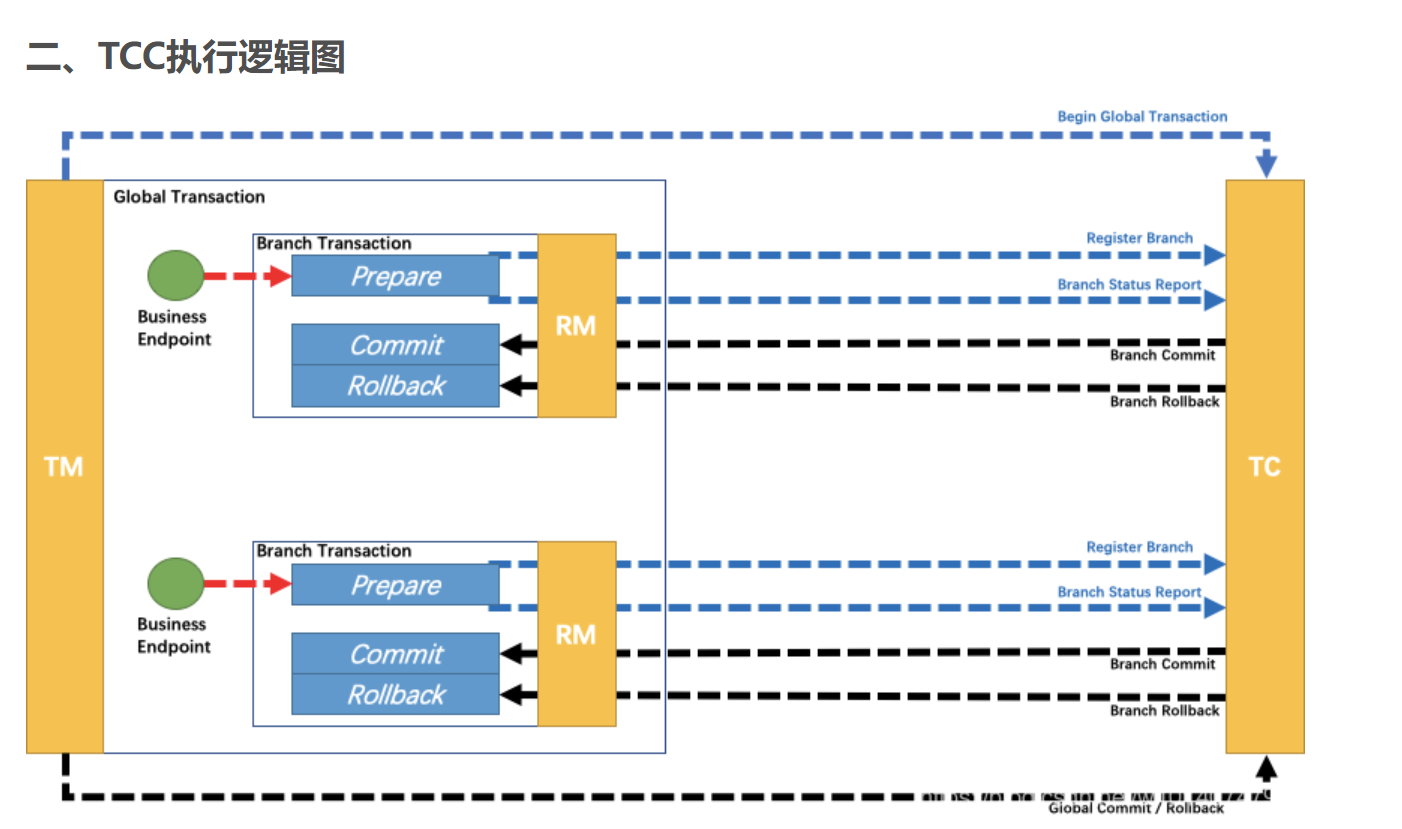 二、TCC执行逻辑图
Begin Global Transaction
Global Transaction
Branch Transaction
Register Branch
Prepare
Branch Status Report
Business
Endpoint
RM
Commit
Branch Commit
Rollback
Branch Rollback
TM
TC
Branch Transaction
Register Branch
Prepare
Branch Status Report
Business
Endpoint
RM
Commit
Branch Commit
Rollback
Branch Rollback
Global Commit / Rollback